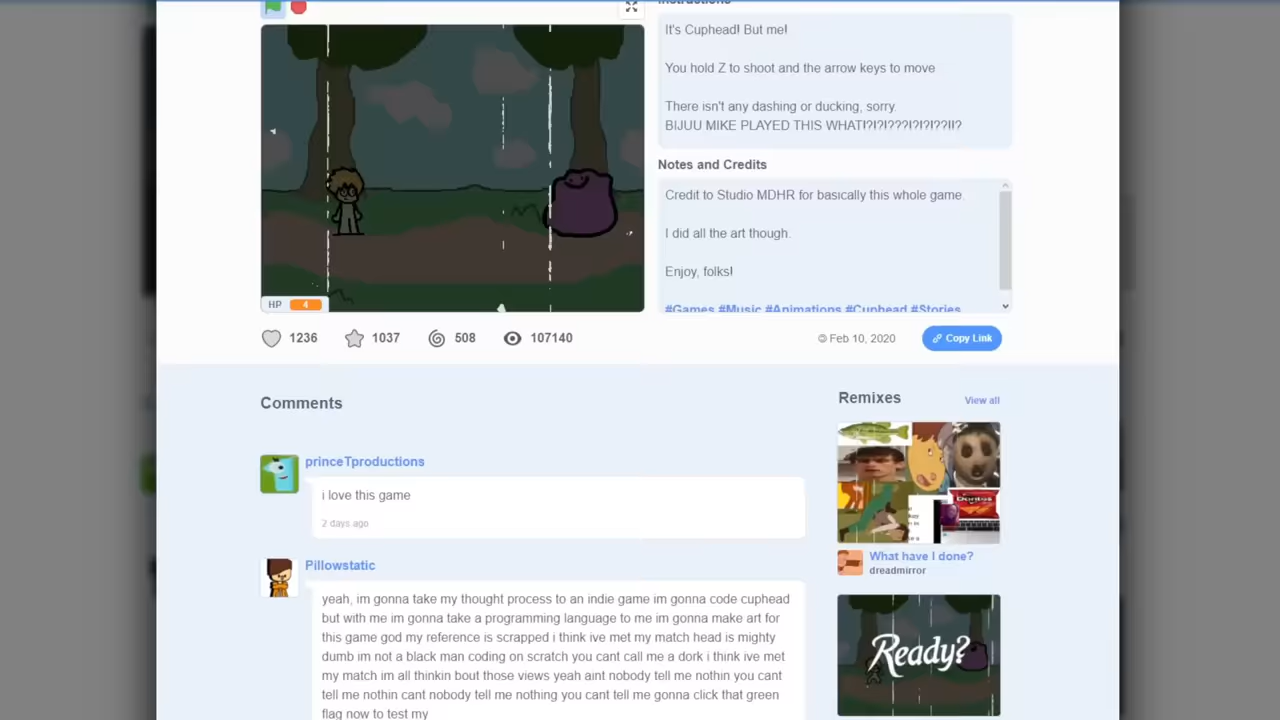 Instructions
It's Cuphead! But me!
You hold Z to shoot and the arrow keys to move
There isn't any dashing or ducking, sorry.
BIJUU MIKE PLAYED THIS WHAT!?!?!???!?!?!??!!?
Notes and Credits
Credit to Studio MDHR for basically this whole game.
I did all the art though.
Enjoy, folks!
#Games #Music #Animations #Cuphead #Stories
HP 4
1236 1037 508 107140
© Feb 10, 2020
Copy Link
Comments
princeTproductions
i love this game
2 days ago
Pillowstatic
yeah, im gonna take my thought process to an indie game im gonna code cuphead
but with me im gonna take a programming language to me im gonna make art for
this game god my reference is scrapped i think ive met my match head is mighty
dumb im not a black man coding on scratch you cant call me a dork i think ive met
my match im all thinkin bout those views yeah aint nobody tell me nothin you cant
tell me nothin cant nobody tell me nothing you cant tell me gonna click that green
flag now to test my
Remixes
View all
Doritos
What have I done?
dreadmirror
Ready?